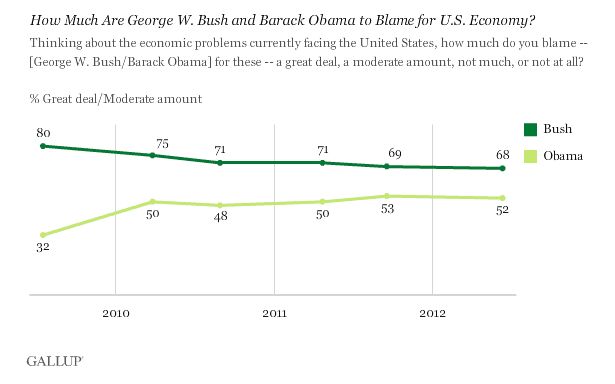 How Much Are George W. Bush and Barack Obama to Blame for U.S. Economy?
Thinking about the economic problems currently facing the United States, how much do you blame --
[George W. Bush/Barack Obama] for these -- a great deal, a moderate amount, not much, or not at all?
% Great deal/Moderate amount
Bush
Obama
80 75 71 71 69 68
32 50 48 50 53 52
2010 2011 2012
GALLUP'